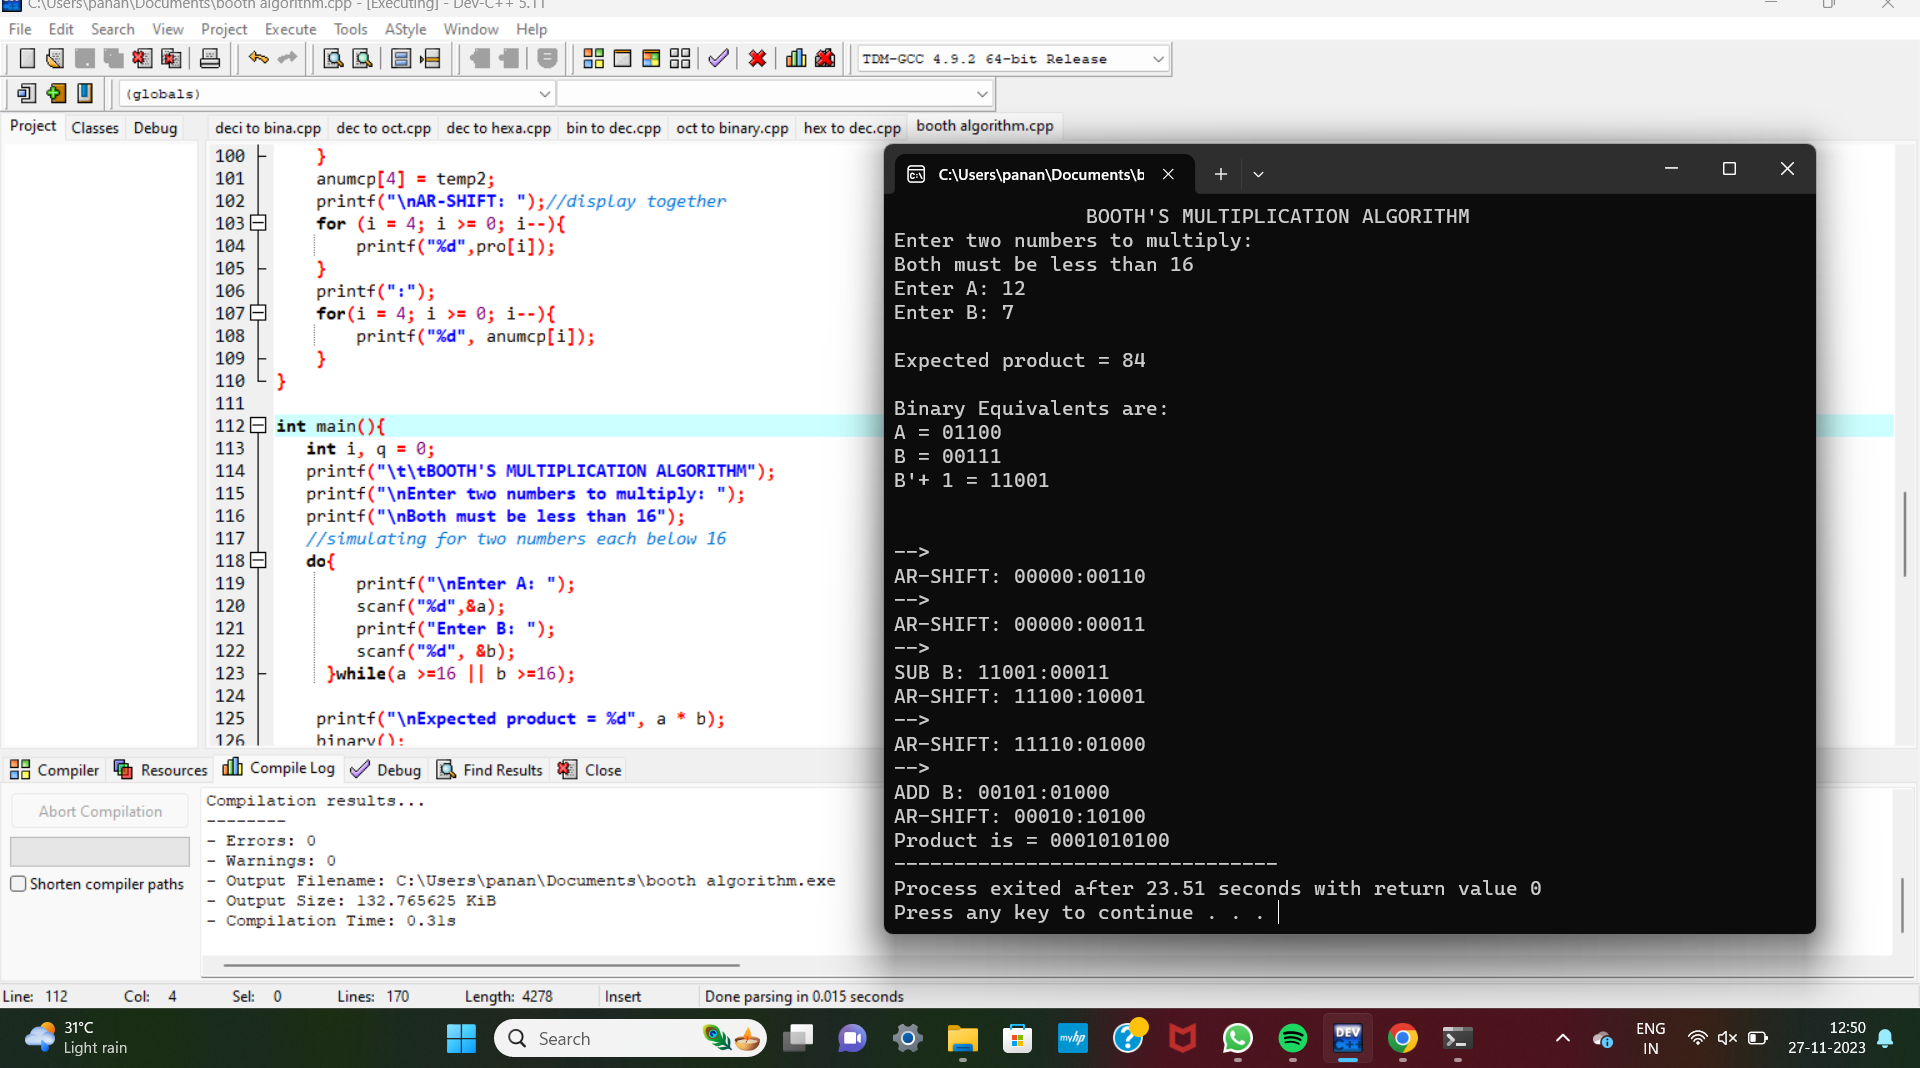 C:\Users\panan\Documents\booth algorithm.cpp - [Executing] - Dev-C++ 5.11
File Edit Search View Project Execute Tools AStyle Window Help
TDM-GCC 4.9.2 64-bit Release
(globals)
Project Classes Debug
deci to bina.cpp dec to oct.cpp dec to hexa.cpp bin to dec.cpp oct to binary.cpp hex to dec.cpp booth algorithm.cpp
100 }
101 anumcp[4] = temp2;
102 printf("\nAR-SHIFT: ");//display together
103 for (i = 4; i >= 0; i--){
104 printf("%d",pro[i]);
105 }
106 printf(":");
107 for(i = 4; i >= 0; i--){
108 printf("%d", anumcp[i]);
109 }
110 }
111
112 int main(){
113 int i, q = 0;
114 printf("\t\tBOOTH'S MULTIPLICATION ALGORITHM");
115 printf("\nEnter two numbers to multiply: ");
116 printf("\nBoth must be less than 16");
117 //simulating for two numbers each below 16
118 do{
119 printf("\nEnter A: ");
120 scanf("%d",&a);
121 printf("Enter B: ");
122 scanf("%d", &b);
123 }while(a >=16 || b >=16);
124
125 printf("\nExpected product = %d", a * b);
126 binary();
C:\Users\panan\Documents\b
BOOTH'S MULTIPLICATION ALGORITHM
Enter two numbers to multiply:
Both must be less than 16
Enter A: 12
Enter B: 7
Expected product = 84
Binary Equivalents are:
A = 01100
B = 00111
B'+ 1 = 11001
-->
AR-SHIFT: 00000:00110
-->
AR-SHIFT: 00000:00011
-->
SUB B: 11001:00011
AR-SHIFT: 11100:10001
-->
AR-SHIFT: 11110:01000
-->
ADD B: 00101:01000
AR-SHIFT: 00010:10100
Product is = 0001010100
--------------------------------
Process exited after 23.51 seconds with return value 0
Press any key to continue . . .
Compiler Resources Compile Log Debug Find Results Close
Abort Compilation
Shorten compiler paths
Compilation results...
--------
- Errors: 0
- Warnings: 0
- Output Filename: C:\Users\panan\Documents\booth algorithm.exe
- Output Size: 132.765625 KiB
- Compilation Time: 0.31s
Line: 112 Col: 4 Sel: 0 Lines: 170 Length: 4278 Insert Done parsing in 0.015 seconds
31°C
Light rain
Search
myhp
DEV
C++
ENG
IN
12:50
27-11-2023